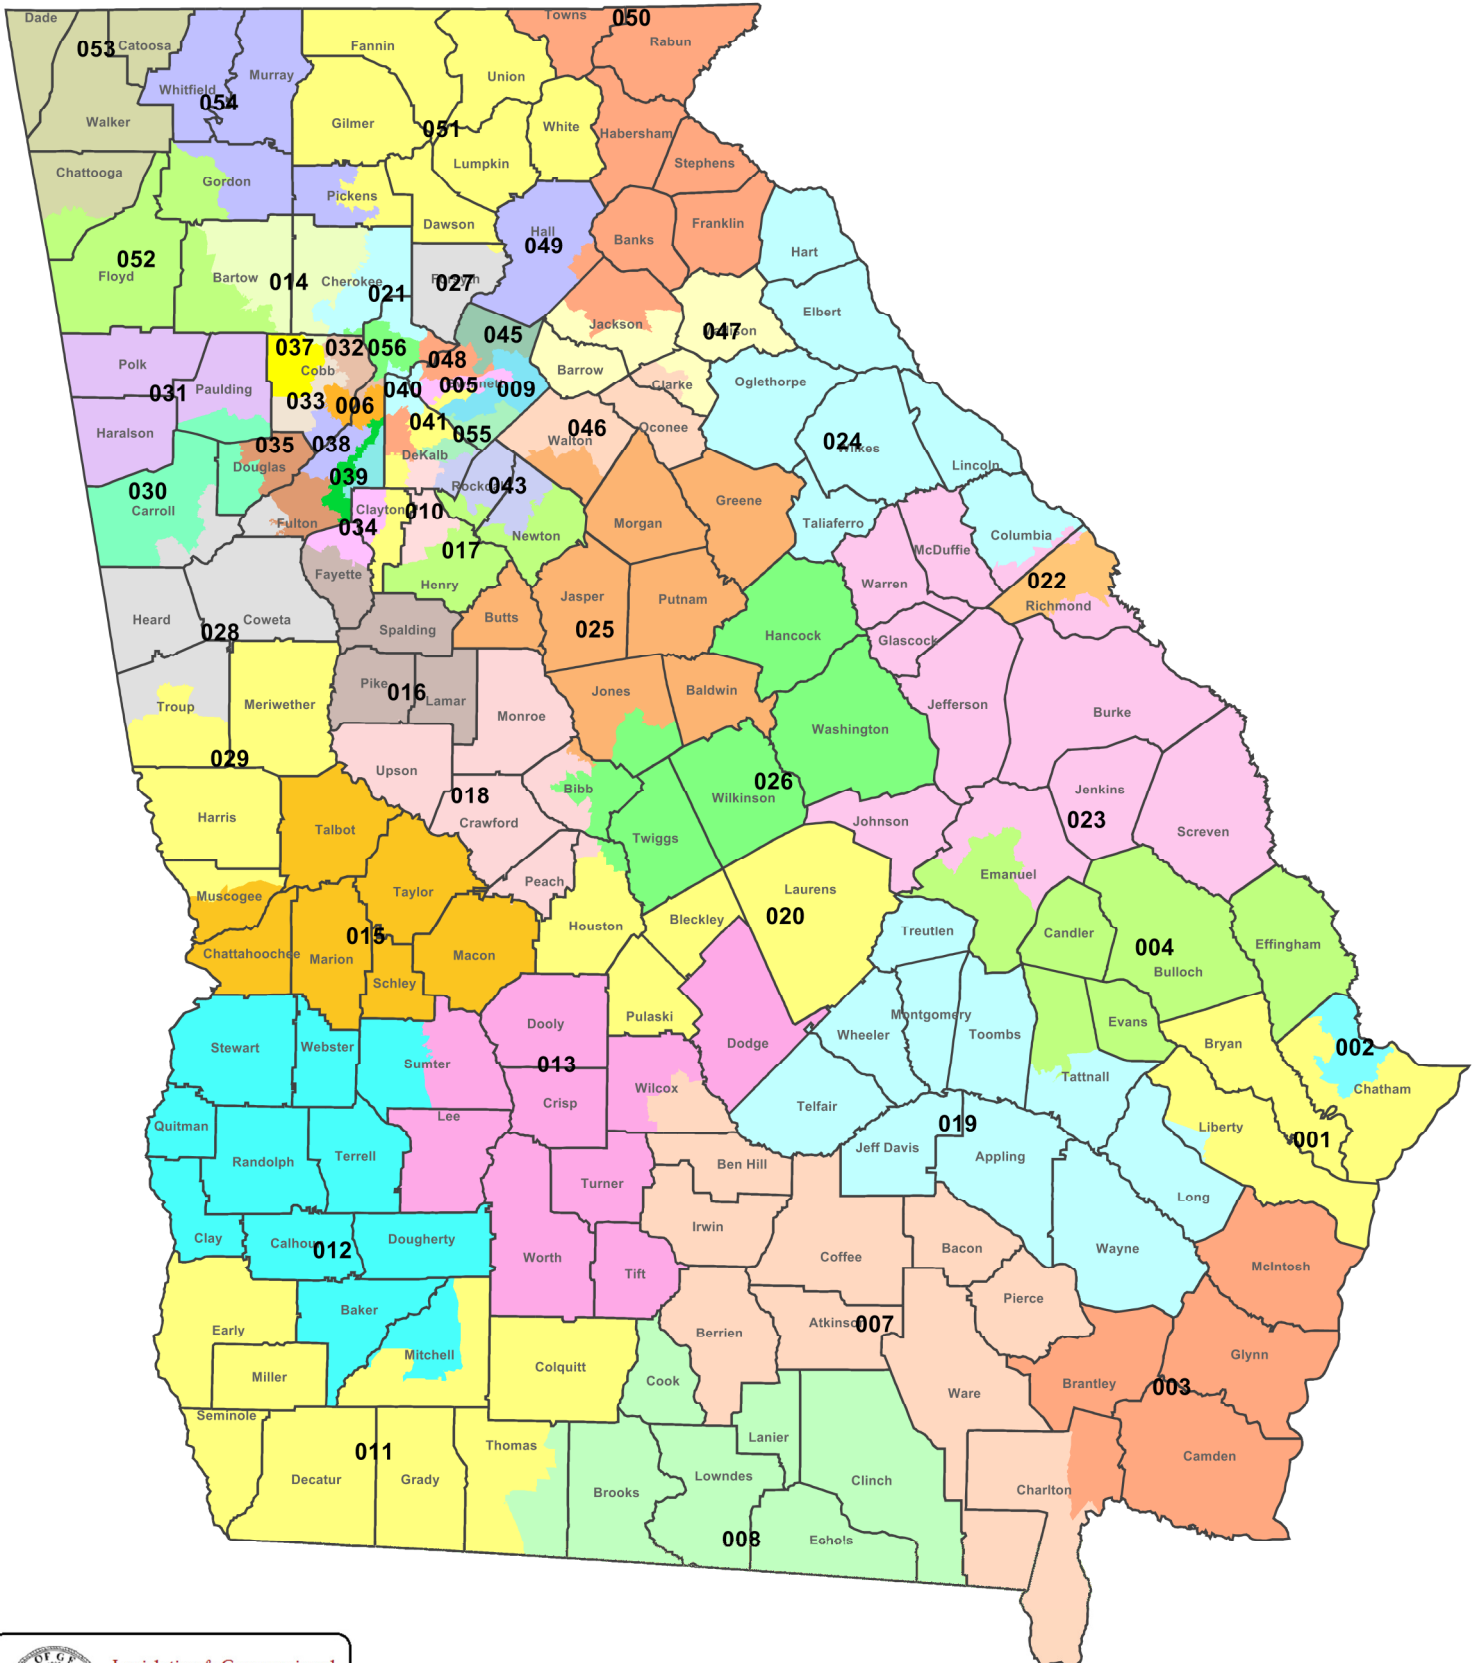 Dade
Catoosa
053
Fannin
Towns
050
Rabun
Whitfield
Murray
054
Union
Walker
Gilmer
051
White
Habersham
Chattooga
Gordon
Pickens
Lumpkin
Stephens
Dawson
Hall
049
Banks
Franklin
Hart
052
Floyd
Bartow
014
Cherokee
021
027
Elbert
Jackson
047
045
037
032
056
048
Cobb
Polk
031
Paulding
033
006
040
005
009
Barrow
Clarke
Oglethorpe
Haralson
035
038
041
055
046
Walton
Oconee
024
Wilkes
Lincoln
Douglas
DeKalb
039
030
Carroll
043
Fulton
034
Clayton
010
017
Newton
Morgan
Greene
Taliaferro
Columbia
McDuffie
Warren
022
Richmond
Fayette
Henry
Heard
028
Coweta
Spalding
Butts
Jasper
025
Putnam
Hancock
Glascock
Troup
Meriwether
Pike
016
Lamar
Monroe
Jones
Baldwin
Washington
Jefferson
Burke
029
Upson
018
Crawford
Bibb
Wilkinson
026
Jenkins
023
Screven
Harris
Talbot
Twiggs
Johnson
Muscogee
Taylor
Peach
Laurens
020
Emanuel
Houston
Bleckley
Treutlen
Candler
004
Bulloch
Effingham
Chattahoochee
Marion
015
Schley
Macon
Dooly
013
Pulaski
Dodge
Wheeler
Montgomery
Toombs
Evans
Bryan
002
Chatham
Stewart
Webster
Sumter
Crisp
Wilcox
Telfair
Tattnall
Quitman
Randolph
Terrell
Lee
Liberty
001
019
Jeff Davis
Appling
Ben Hill
Turner
Long
Clay
Calhoun
012
Dougherty
Worth
Irwin
Tift
Coffee
Bacon
Wayne
McIntosh
Pierce
Early
Baker
Mitchell
Miller
Colquitt
Berrien
Atkinson
007
Cook
Ware
Brantley
003
Glynn
Seminole
Decatur
011
Grady
Thomas
Brooks
Lowndes
Lanier
Clinch
Echols
008
Charlton
Camden
OF GE